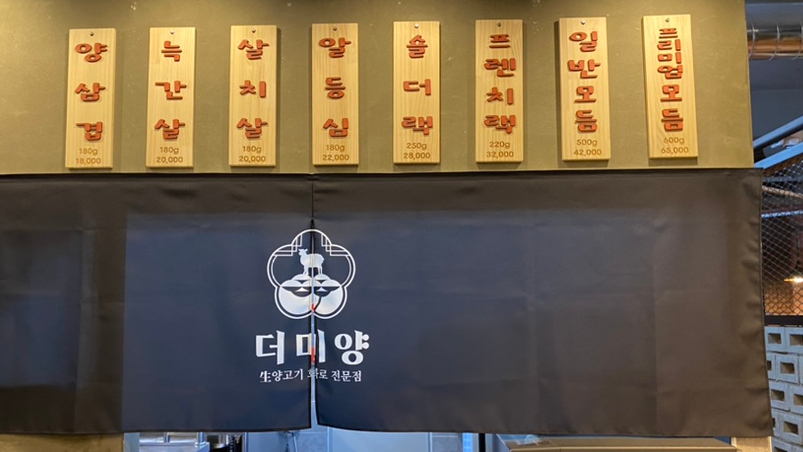 양삼겹
180g
18,000
늑간살
180g
20,000
살치살
180g
20,000
알등심
180g
22,000
숄더랙
250g
28,000
프렌치랙
220g
32,000
일반모듬
500g
42,000
프리미엄모듬
600g
65,000
더미양
生양고기 화로 전문점